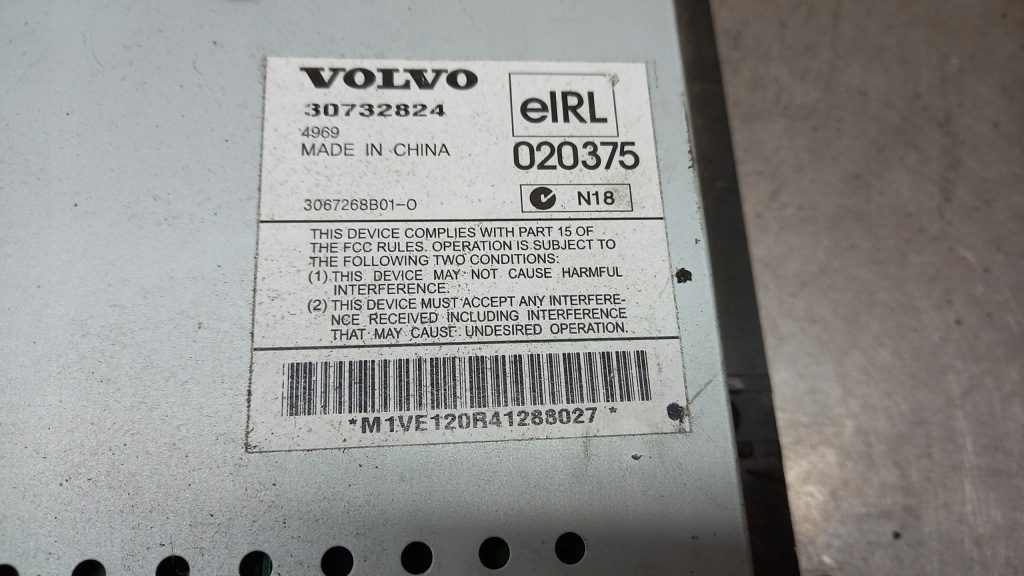 VOLVO
30732824
4969
MADE IN CHINA
eIRL
020375
N18
3067268B01-O
THIS DEVICE COMPLIES WITH PART 15 OF
THE FCC RULES. OPERATION IS SUBJECT TO
THE FOLLOWING TWO CONDITIONS:
(1) THIS DEVICE MAY NOT CAUSE HARMFUL
INTERFERENCE.
(2) THIS DEVICE MUST ACCEPT ANY INTERFERE-
NCE RECEIVED INCLUDING INTERFERENCE
THAT MAY CAUSE UNDESIRED OPERATION.
*M1VE120R41288027*